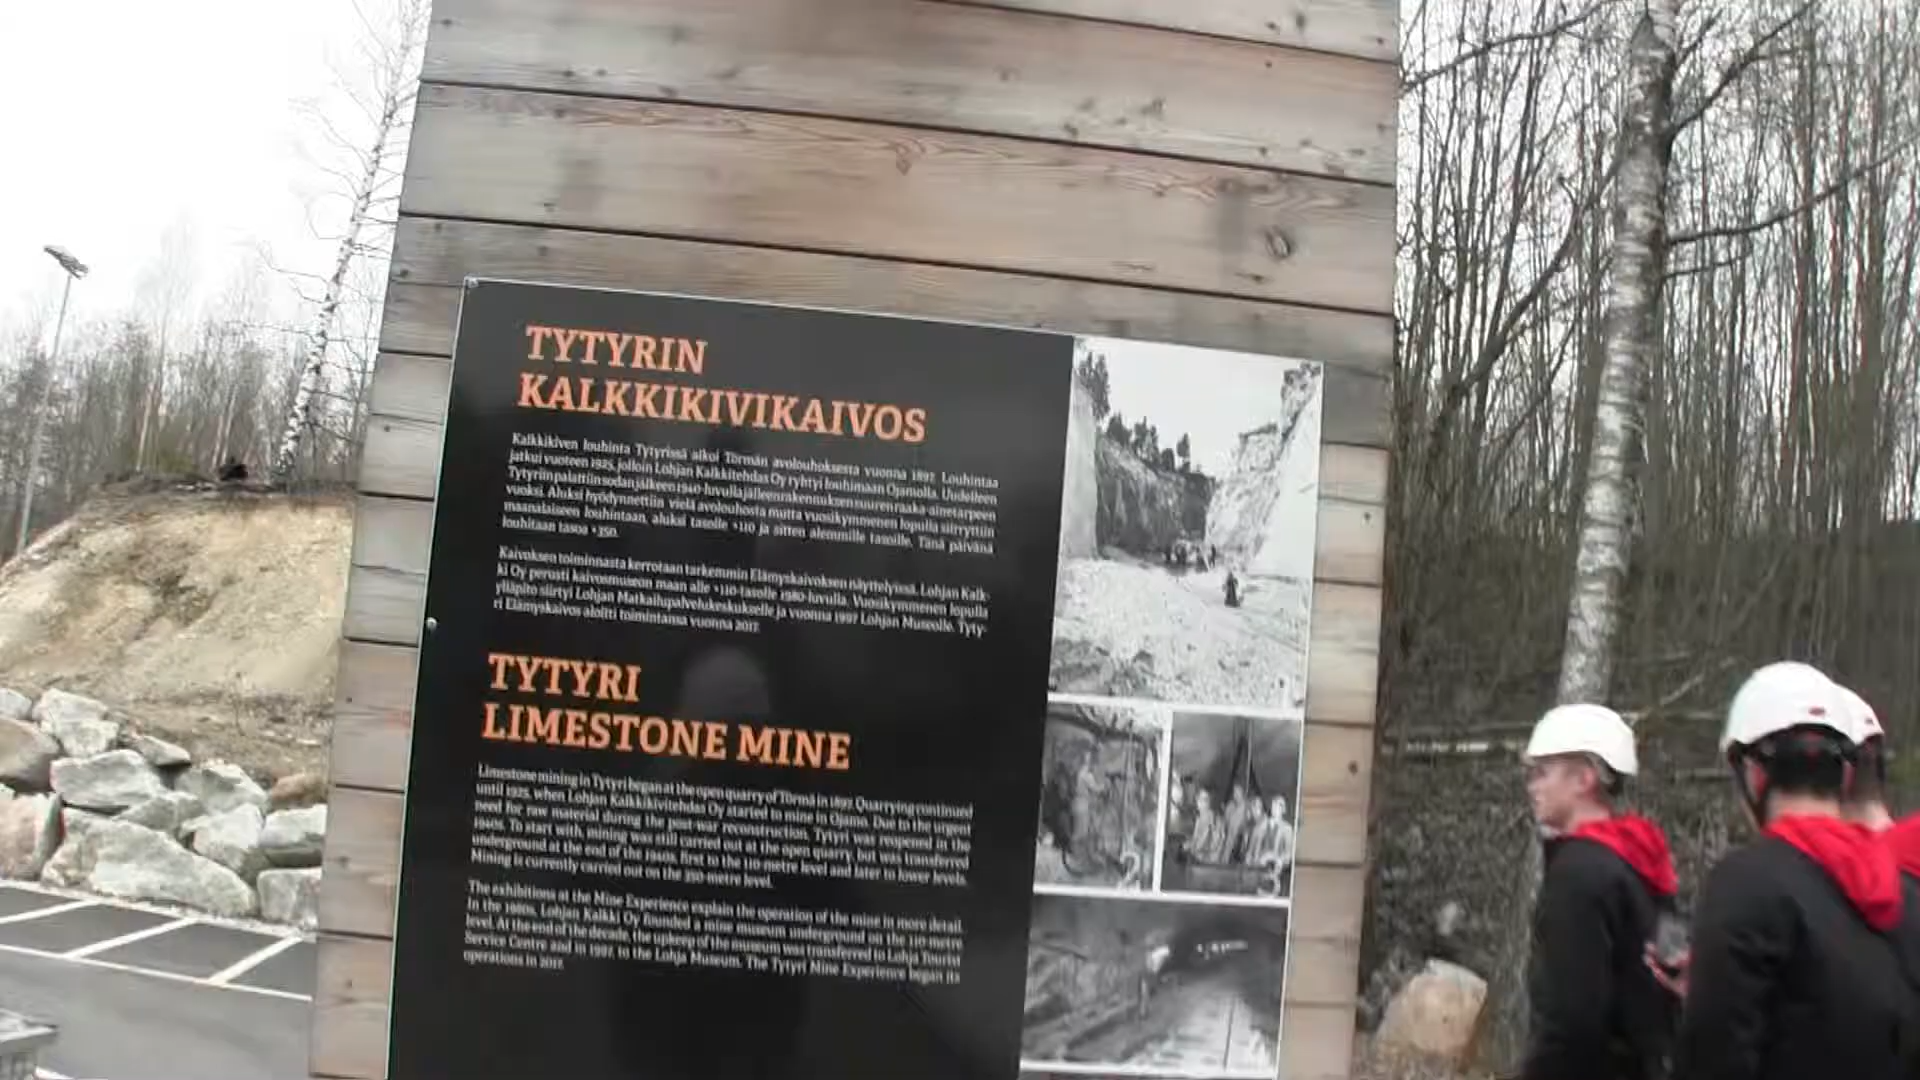 TYTYRIN
KALKKIKIVIKAIVOS
Kalkkikiven louhinta Tytyrissä alkoi Törmän avolouhoksesta vuonna 1897. Louhintaa
jatkui vuoteen 1925, jolloin Lohjan Kalkkitehdas Oy ryhtyi louhimaan Ojamolla. Uudelleen
Tytyriin palattiin sodan jälkeen 1940-luvulla jälleenrakennuksen suuren raaka-ainetarpeen
vuoksi. Aluksi hyödynnettiin vielä avolouhosta mutta vuosikymmenen lopulla siirryttiin
maanalaiseen louhintaan, aluksi tasolle +110 ja sitten alemmille tasoille. Tänä päivänä
louhitaan tasoa +350.
Kaivoksen toiminnasta kerrotaan tarkemmin Elämyskaivoksen näyttelyissä. Lohjan Kalk-
ki Oy perusti kaivosmuseon maan alle +110-tasolle 1980-luvulla. Vuosikymmenen lopulla
ylläpito siirtyi Lohjan Matkailupalvelukeskukselle ja vuonna 1997 Lohjan Museolle. Tyty-
ri Elämyskaivos aloitti toimintansa vuonna 2017.
TYTYRI
LIMESTONE MINE
Limestone mining in Tytyri began at the open quarry of Törmä in 1897. Quarrying continued
until 1925, when Lohjan Kalkkikivitehdas Oy started to mine in Ojamo. Due to the urgent
need for raw material during the post-war reconstruction, Tytyri was reopened in the
1940s. To start with, mining was still carried out at the open quarry, but was transferred
underground at the end of the 1940s, first to the 110-metre level and later to lower levels.
Mining is currently carried out on the 350-metre level.
The exhibitions at the Mine Experience explain the operation of the mine in more detail.
In the 1980s, Lohjan Kalkki Oy founded a mine museum underground on the 110-metre
level. At the end of the decade, the upkeep of the museum was transferred to Lohja Tourist
Service Centre and in 1997, to the Lohja Museum. The Tytyri Mine Experience began its
operations in 2017.
2
3